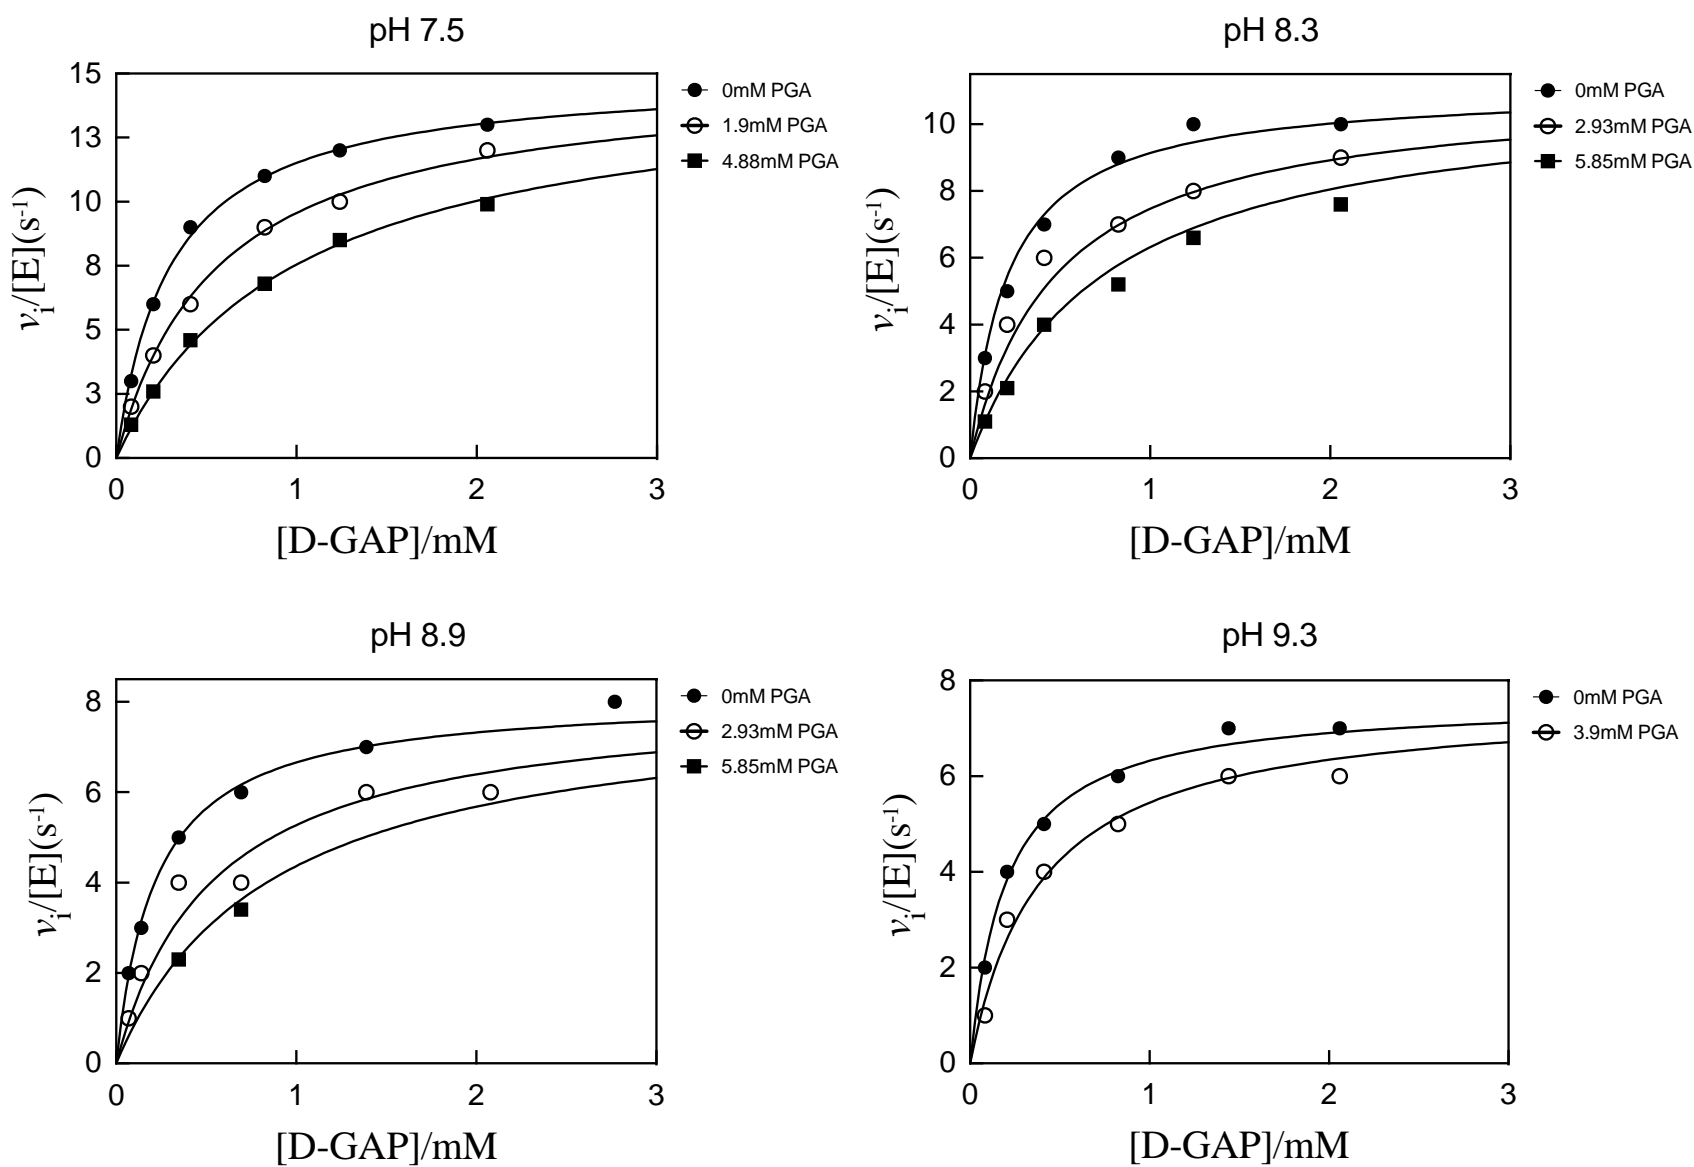 pH 7.5
15
13
10
8
5
3
0
0 1 2 3
vi/[E](s-1)
[D-GAP]/mM
0mM PGA
1.9mM PGA
4.88mM PGA
pH 8.3
10
8
6
4
2
0
0 1 2 3
vi/[E](s-1)
[D-GAP]/mM
0mM PGA
2.93mM PGA
5.85mM PGA
pH 8.9
8
6
4
2
0
0 1 2 3
vi/[E](s-1)
[D-GAP]/mM
0mM PGA
2.93mM PGA
5.85mM PGA
pH 9.3
8
6
4
2
0
0 1 2 3
vi/[E](s-1)
[D-GAP]/mM
0mM PGA
3.9mM PGA